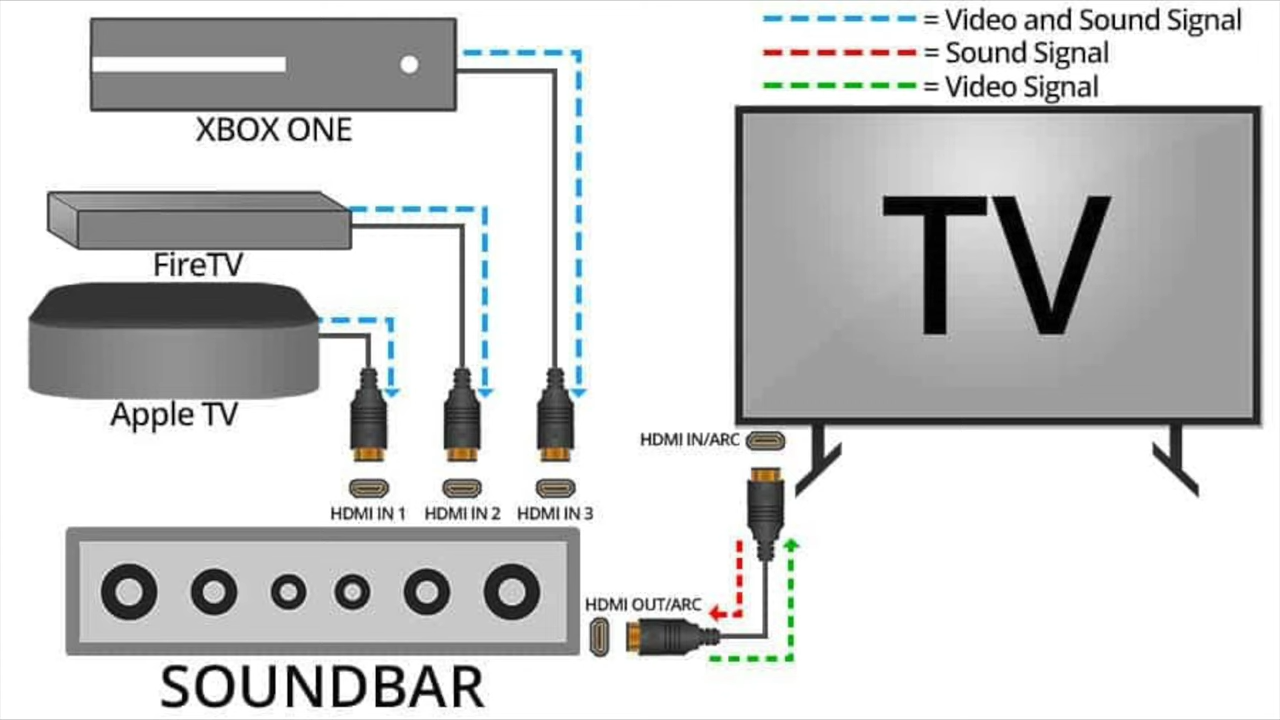 = Video and Sound Signal
= Sound Signal
= Video Signal
XBOX ONE
FireTV
Apple TV
TV
HDMI IN/ARC
HDMI IN 1
HDMI IN 2
HDMI IN 3
HDMI OUT/ARC
SOUNDBAR